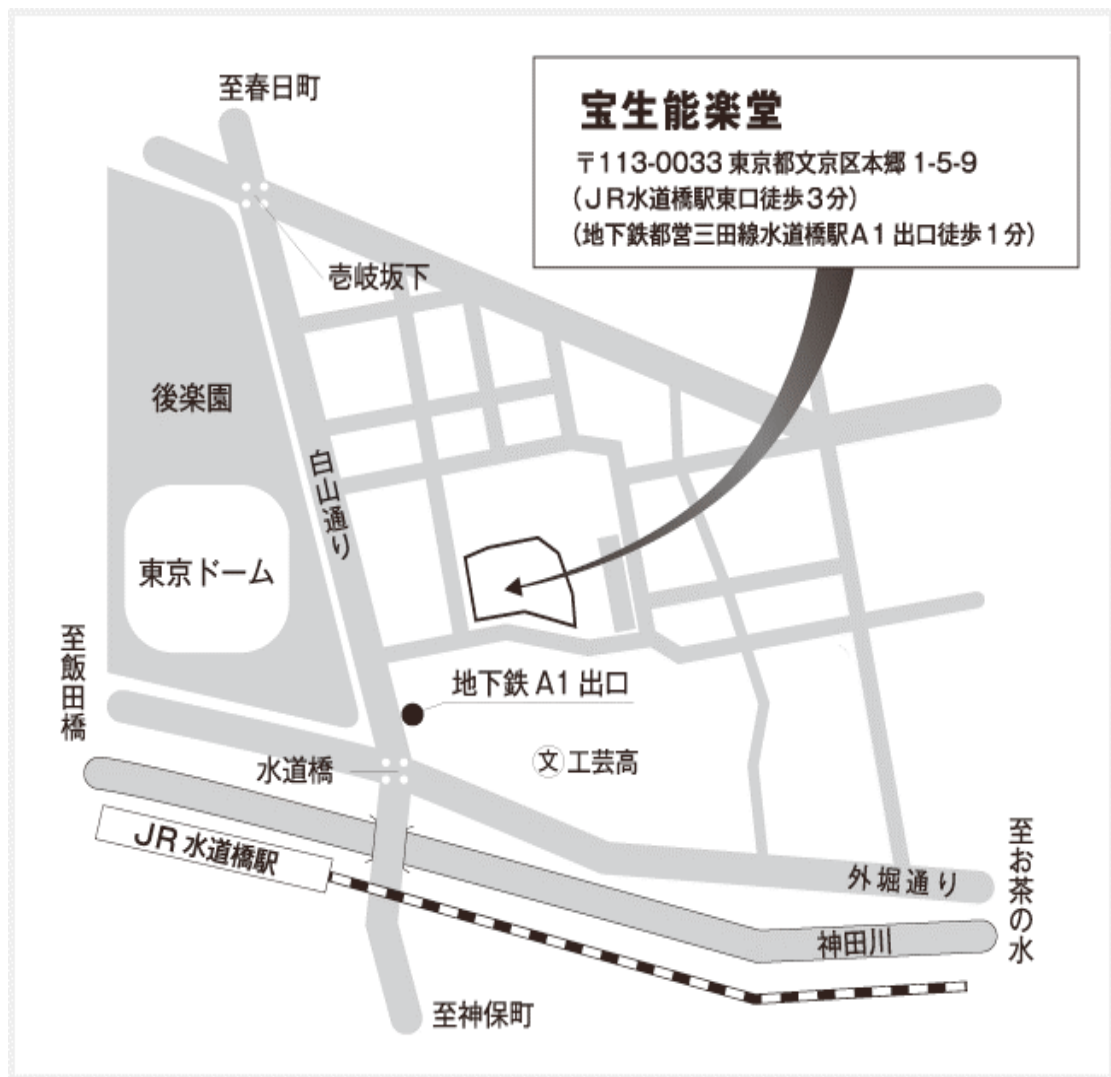 至春日町
宝生能楽堂
〒113-0033 東京都文京区本郷 1-5-9
(JR水道橋駅東口徒歩3分)
(地下鉄都営三田線水道橋駅A1出口徒歩1分)
壱岐坂下
後楽園
白山通り
東京ドーム
至飯田橋
地下鉄 A1 出口
水道橋
文 工芸高
JR 水道橋駅
外堀通り
至お茶の水
神田川
至神保町